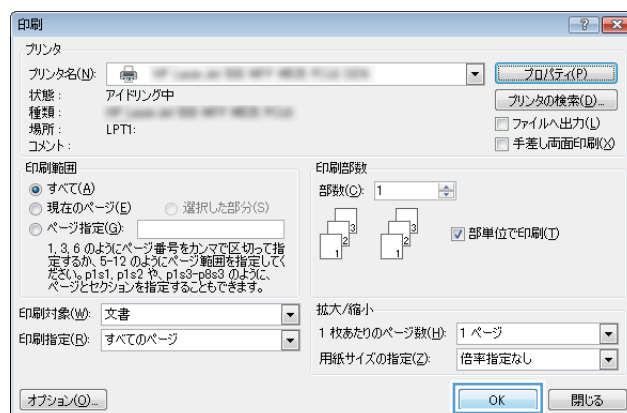 印刷
プリンタ
プリンタ名(N):
プロパティ(P)
状態： アイドリング中
プリンタの検索(D)...
種類：
場所： LPT1:
ファイルへ出力(L)
コメント：
手差し両面印刷(X)
印刷範囲
すべて(A)
現在のページ(E) 選択した部分(S)
ページ指定(G):
1, 3, 6 のようにページ番号をカンマで区切って指
定するか、5-12 のようにページ範囲を指定してく
ださい。p1s1, p1s2 や、p1s3-p8s3 のように、
ページとセクションを指定することもできます。
印刷部数
部数(C): 1
1 2 3 1 2 3
部単位で印刷(T)
印刷対象(W): 文書
印刷指定(R): すべてのページ
拡大/縮小
1 枚あたりのページ数(H): 1 ページ
用紙サイズの指定(Z): 倍率指定なし
オプション(O)...
OK
閉じる